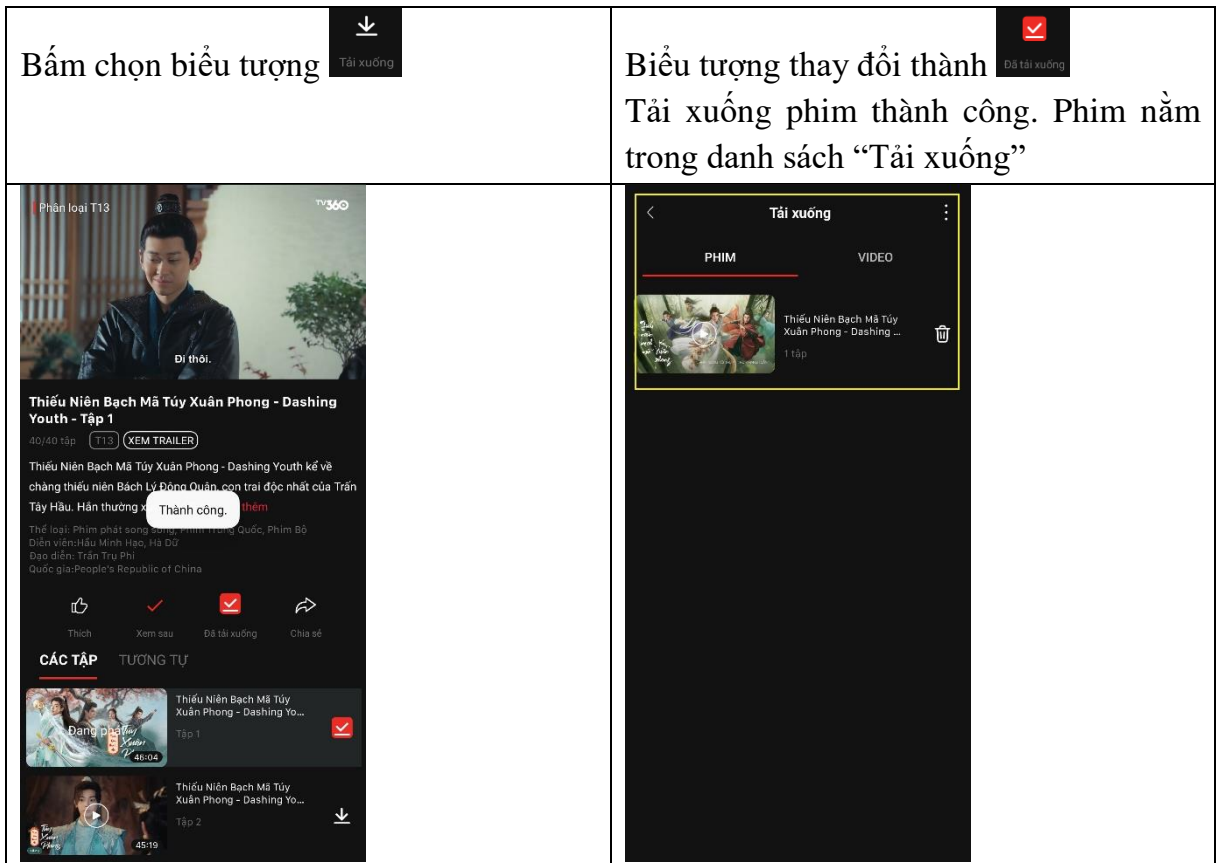 Bấm chọn biểu tượng
Tải xuống
Biểu tượng thay đổi thành
Đã tải xuống
Tải xuống phim thành công. Phim nằm
trong danh sách “Tải xuống”
Phân loại T13
TV360
Đi thôi.
Thiếu Niên Bạch Mã Túy Xuân Phong - Dashing
Youth - Tập 1
40/40 tập T13 XEM TRAILER
Thiếu Niên Bạch Mã Túy Xuân Phong - Dashing Youth kể về
chàng thiếu niên Bách Lý Đông Quân, con trai độc nhất của Trấn
Tây Hầu. Hắn thường x
thêm
Thành công.
Thể loại: Phim phát song song, Phim Trung Quốc, Phim Bộ
Diễn viên:Hầu Minh Hạo, Hà Dữ
Đạo diễn: Trần Trụ Phi
Quốc gia:People's Republic of China
Thích Xem sau Đã tải xuống Chia sẻ
CÁC TẬP TƯƠNG TỰ
Thiếu Niên Bạch Mã Túy
Xuân Phong - Dashing Yo...
Tập 1
Đang phát
46:04
Thiếu Niên Bạch Mã Túy
Xuân Phong - Dashing Yo...
Tập 2
45:19
Tải xuống
PHIM VIDEO
Thiếu Niên Bạch Mã Túy
Xuân Phong - Dashing ...
1 tập